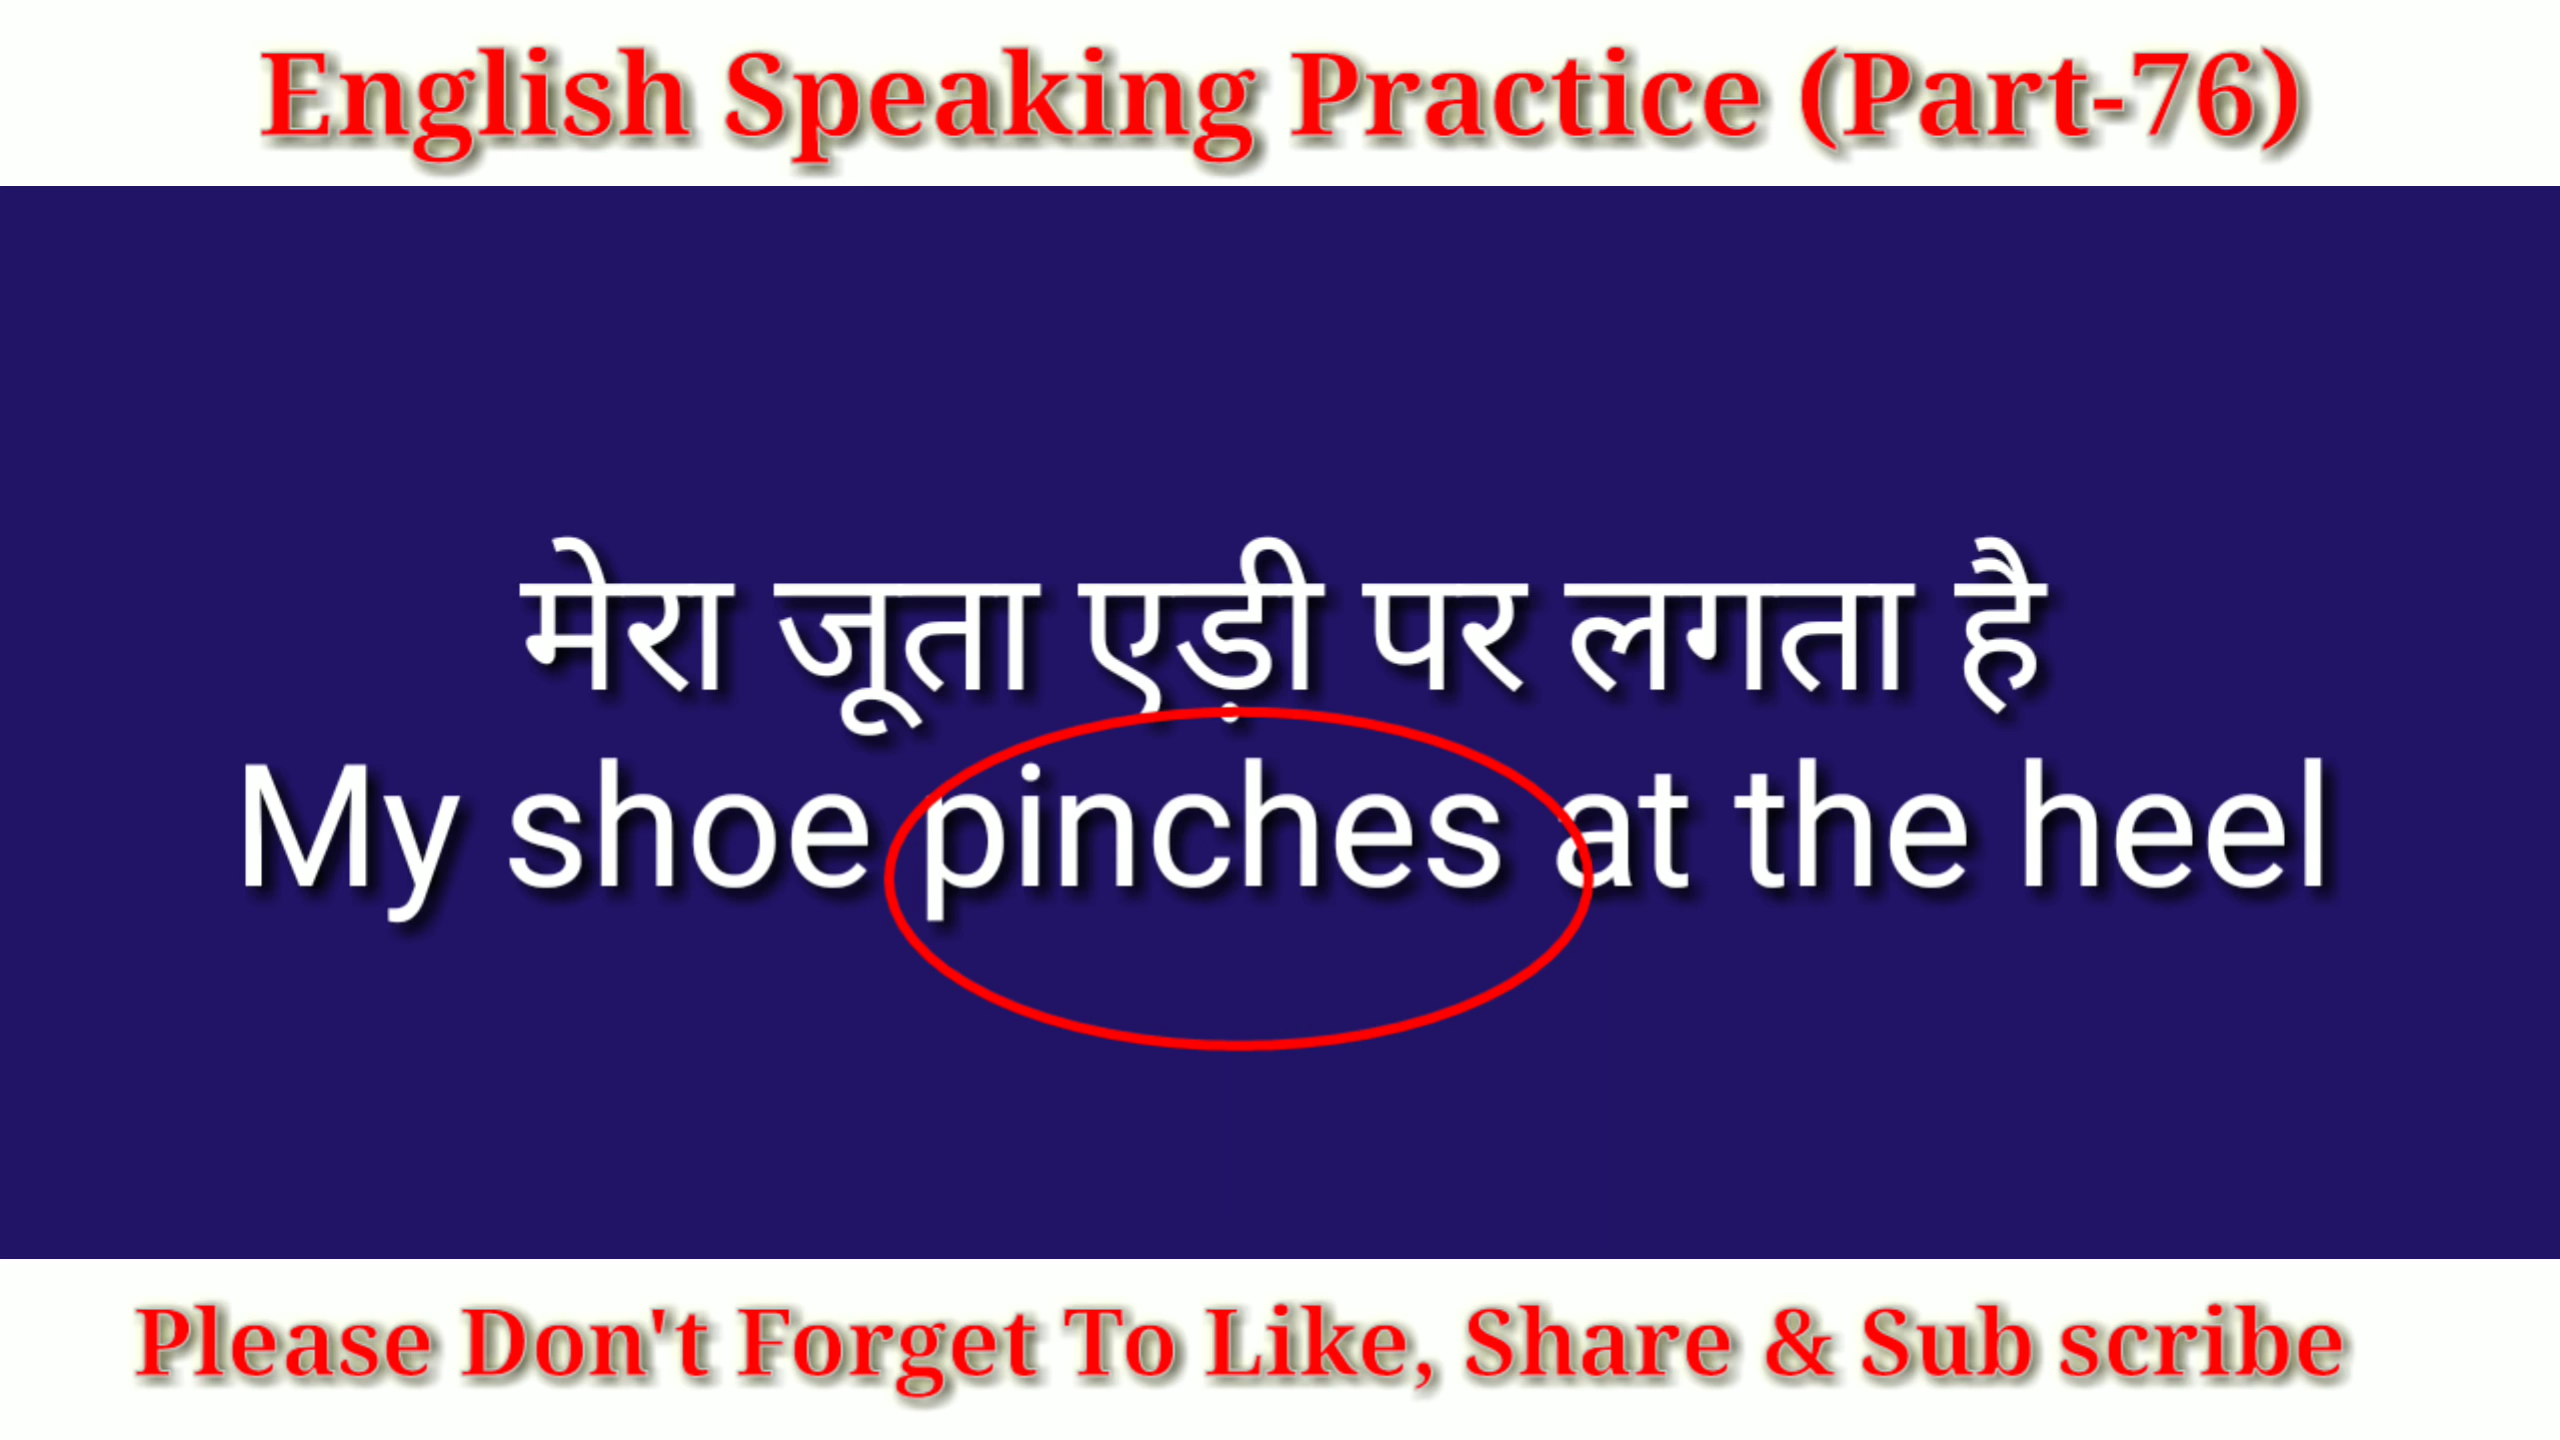 English Speaking Practice (Part-76)
मेरा जूता एड़ी पर लगता है
My shoe pinches at the heel
Please Don't Forget To Like, Share & Sub scribe